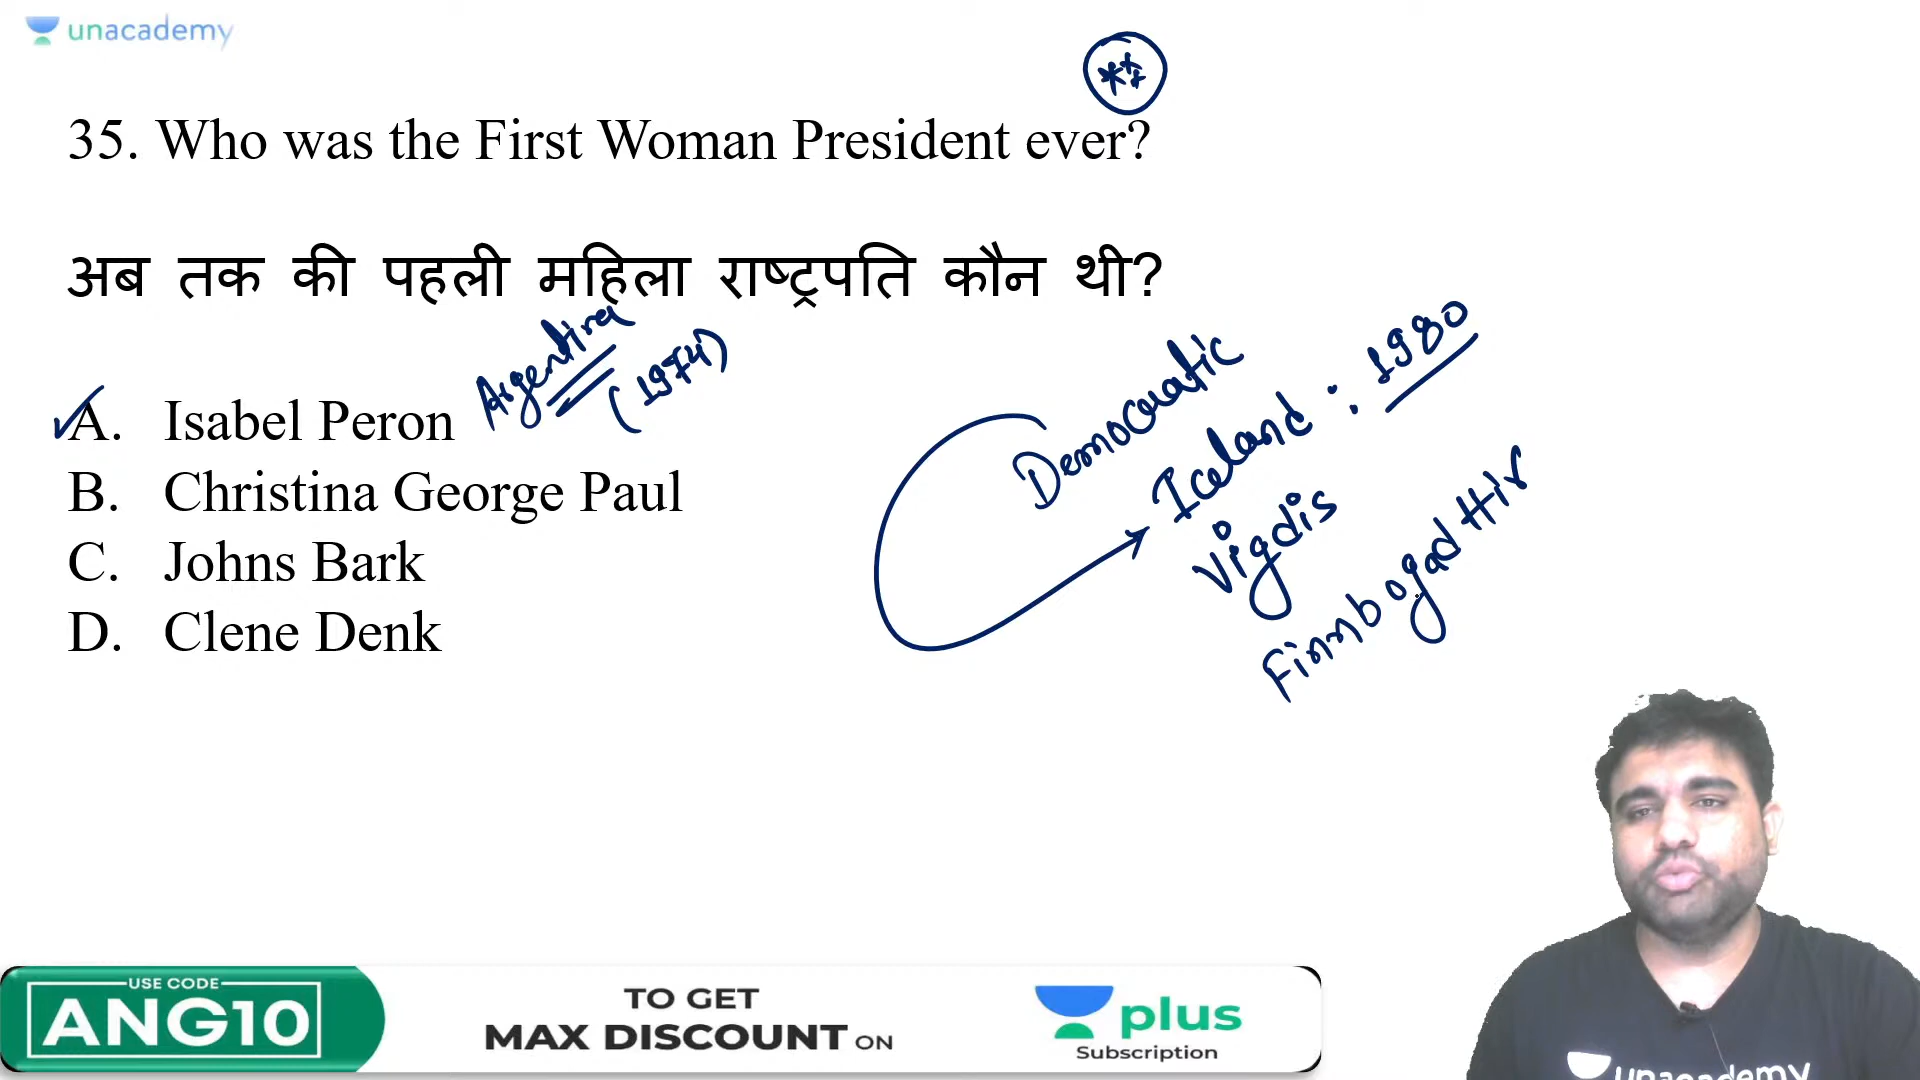 unacademy
35. Who was the First Woman President ever?
अब तक की पहली महिला राष्ट्रपति कौन थी?
A. Isabel Peron
Argentina
(1974)
B. Christina George Paul
C. Johns Bark
D. Clene Denk
Democratic
Iceland : 1980
Vigdis
Finnbogadttir
USE CODE
ANG10
TO GET
MAX DISCOUNT ON
plus
Subscription
unacademy